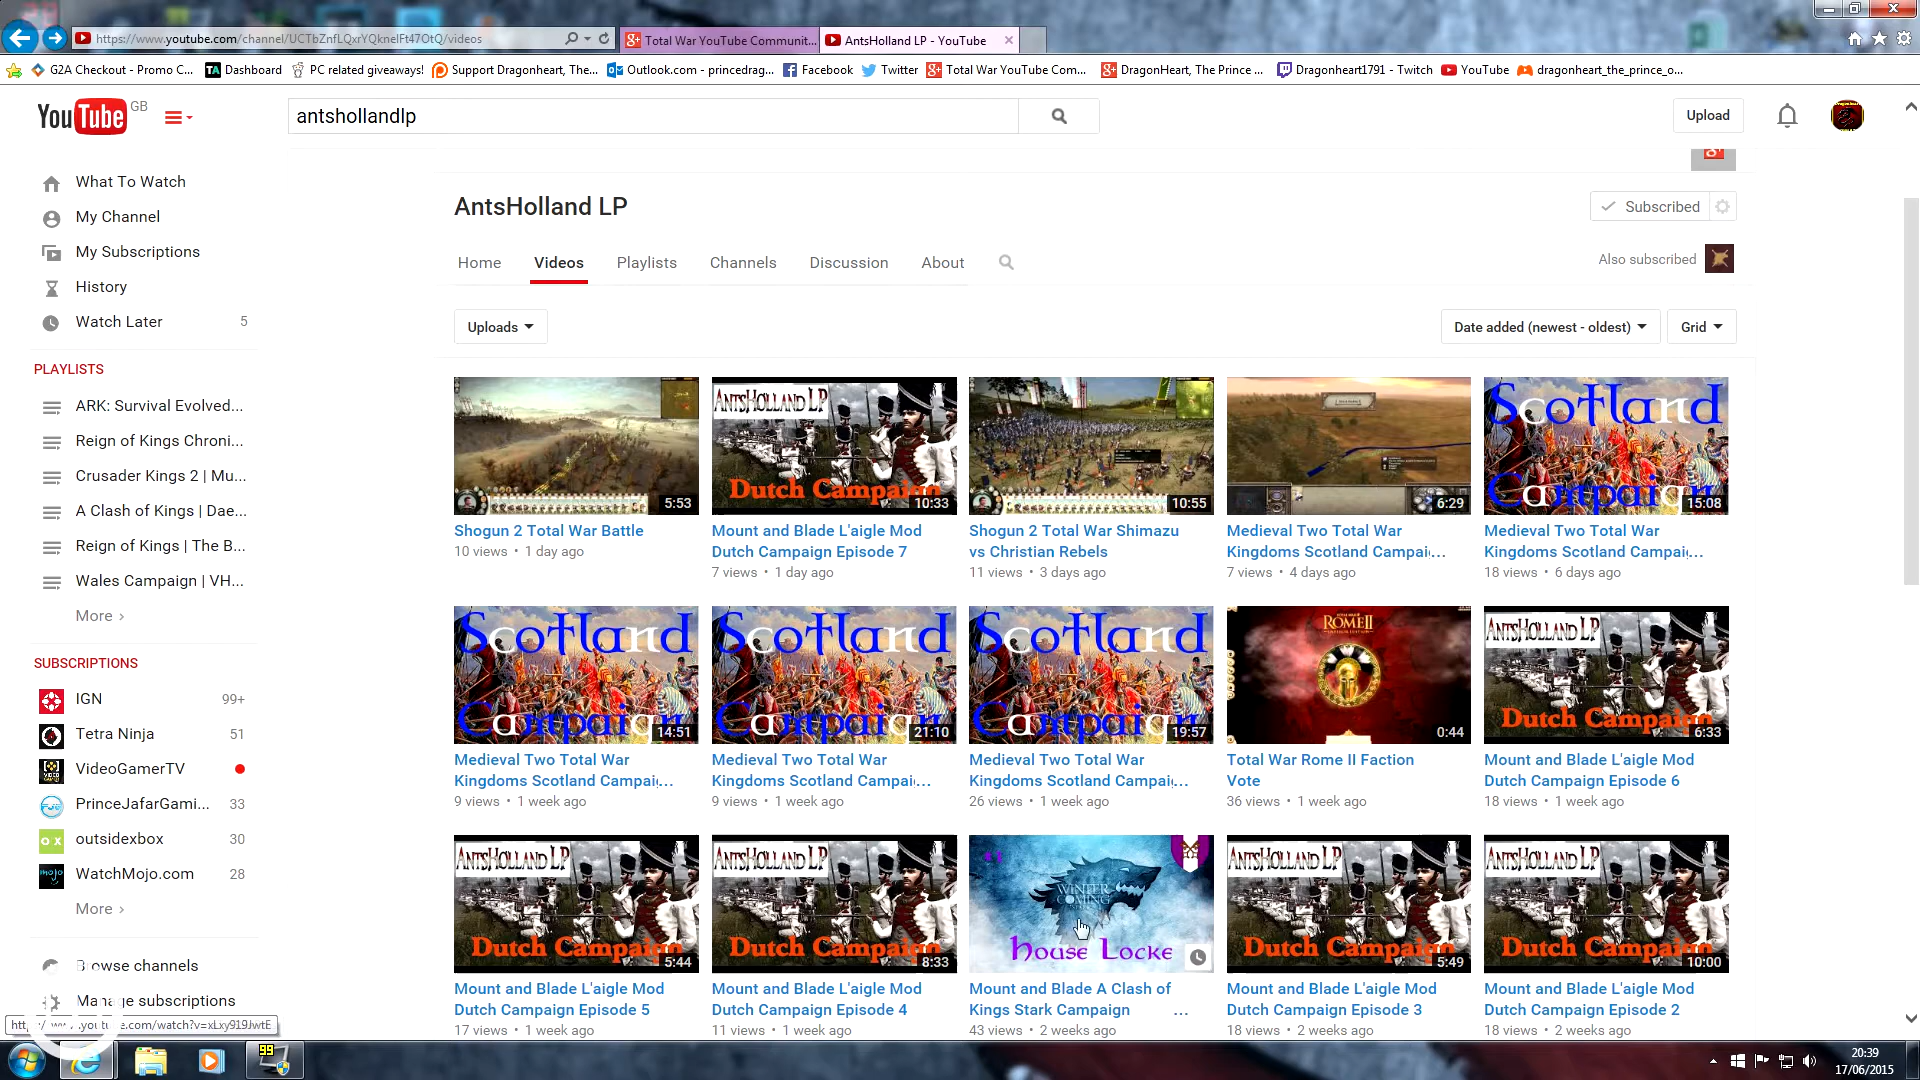 https://www.youtube.com/channel/UCTbZnfLQxrYQknelFt47OtQ/videos
Total War YouTube Communit...
AntsHolland LP - YouTube
G2A Checkout - Promo C...
Dashboard
PC related giveaways!
Support Dragonheart, The...
Outlook.com - princedrag...
Facebook
Twitter
Total War YouTube Com...
DragonHeart, The Prince ...
Dragonheart1791 - Twitch
YouTube
dragonheart_the_prince_o...
YouTube GB
antshollandlp
Upload
What To Watch
My Channel
My Subscriptions
History
Watch Later 5
PLAYLISTS
ARK: Survival Evolved...
Reign of Kings Chroni...
Crusader Kings 2 | Mu...
A Clash of Kings | Dae...
Reign of Kings | The B...
Wales Campaign | VH...
More ›
SUBSCRIPTIONS
IGN 99+
Tetra Ninja 51
VideoGamerTV
PrinceJafarGami... 33
outsidexbox 30
WatchMojo.com 28
More ›
Browse channels
Manage subscriptions
AntsHolland LP
Subscribed
Home
Videos
Playlists
Channels
Discussion
About
Also subscribed
Uploads
Date added (newest - oldest)
Grid
5:53
Shogun 2 Total War Battle
10 views • 1 day ago
AntsHolland LP
Dutch Campaign
10:33
Mount and Blade L'aigle Mod
Dutch Campaign Episode 7
7 views • 1 day ago
10:55
Shogun 2 Total War Shimazu
vs Christian Rebels
11 views • 3 days ago
6:29
Medieval Two Total War
Kingdoms Scotland Campai...
7 views • 4 days ago
Scotland
Campaign
15:08
Medieval Two Total War
Kingdoms Scotland Campai...
18 views • 6 days ago
Scotland
Campaign
14:51
Medieval Two Total War
Kingdoms Scotland Campai...
9 views • 1 week ago
Scotland
Campaign
21:10
Medieval Two Total War
Kingdoms Scotland Campai...
9 views • 1 week ago
Scotland
Campaign
19:57
Medieval Two Total War
Kingdoms Scotland Campai...
26 views • 1 week ago
ROME II
0:44
Total War Rome II Faction
Vote
36 views • 1 week ago
AntsHolland LP
Dutch Campaign
6:33
Mount and Blade L'aigle Mod
Dutch Campaign Episode 6
18 views • 1 week ago
AntsHolland LP
Dutch Campaign
5:44
Mount and Blade L'aigle Mod
Dutch Campaign Episode 5
17 views • 1 week ago
AntsHolland LP
Dutch Campaign
8:33
Mount and Blade L'aigle Mod
Dutch Campaign Episode 4
11 views • 1 week ago
WINTER
COMING
House Locke
Mount and Blade A Clash of
Kings Stark Campaign ...
43 views • 2 weeks ago
AntsHolland LP
Dutch Campaign
5:49
Mount and Blade L'aigle Mod
Dutch Campaign Episode 3
18 views • 2 weeks ago
AntsHolland LP
Dutch Campaign
10:00
Mount and Blade L'aigle Mod
Dutch Campaign Episode 2
18 views • 2 weeks ago
99
20:39
17/06/2015